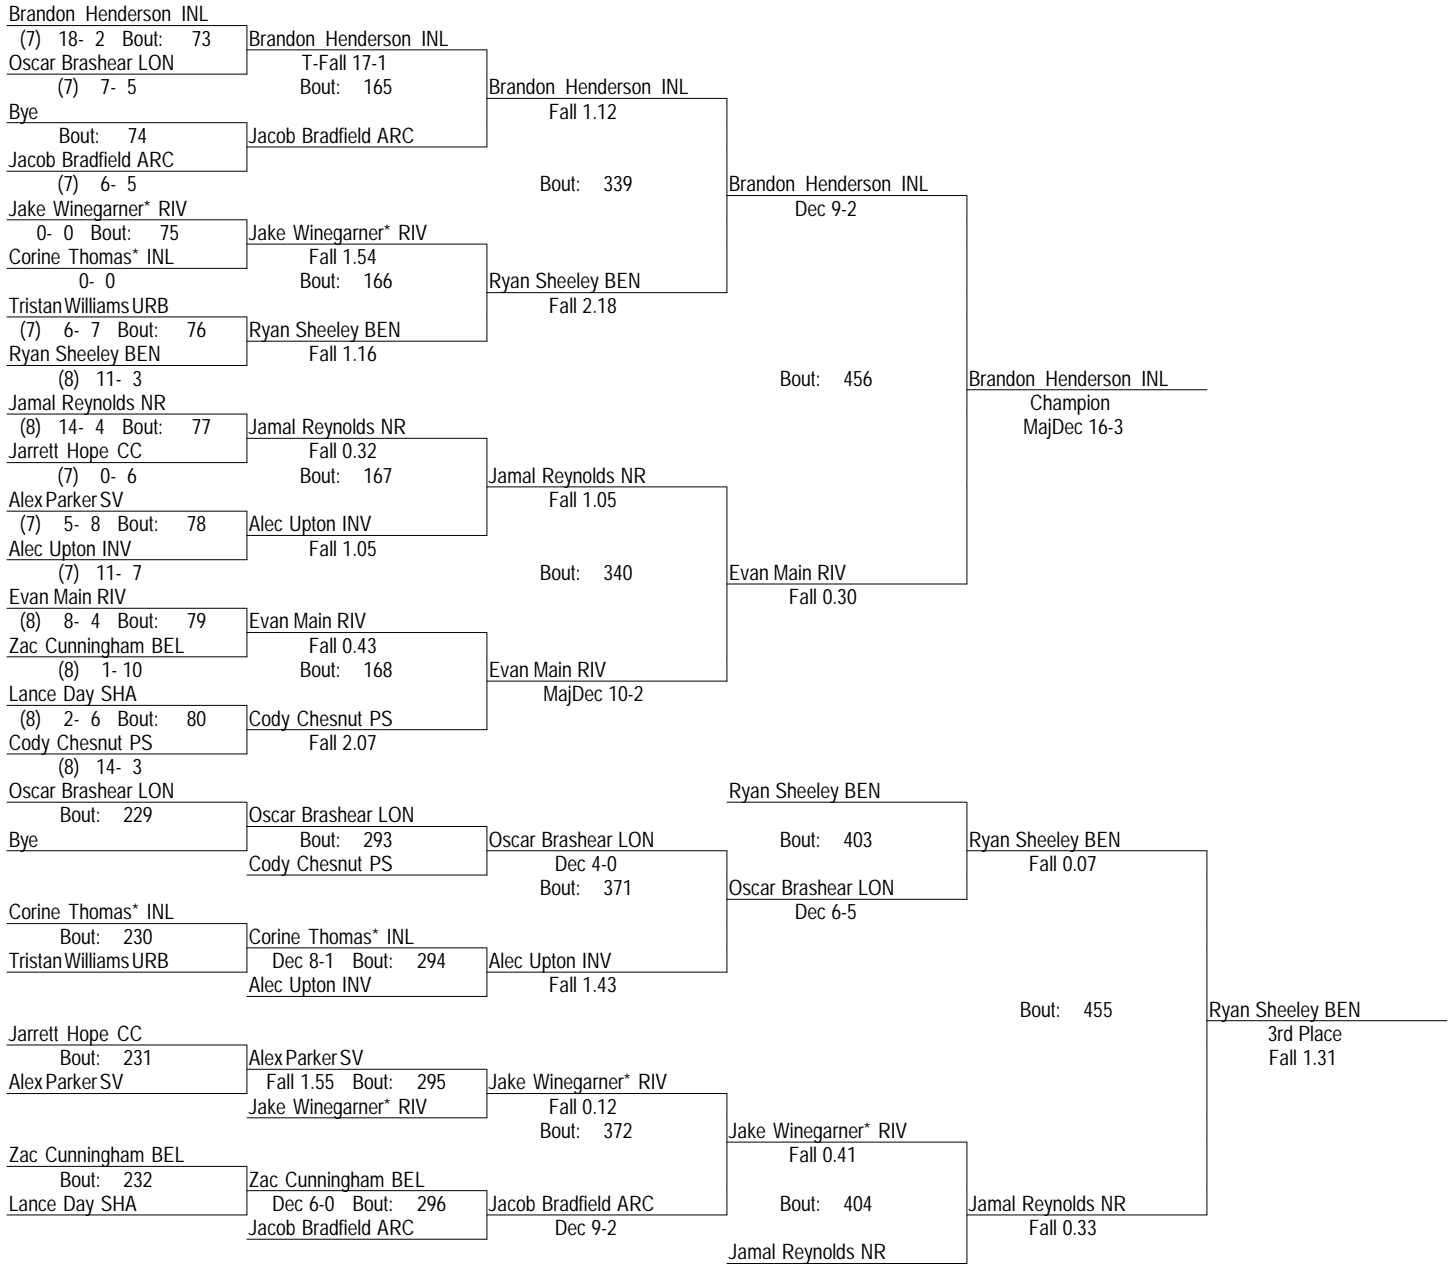 Brandon Henderson INL
(7) 18- 2 Bout: 73 Brandon Henderson INL
Oscar Brashear LON T-Fall 17-1
(7) 7- 5 Bout: 165 Brandon Henderson INL
Bye Fall 1.12
Bout: 74 Jacob Bradfield ARC
Jacob Bradfield ARC
(7) 6- 5 Bout: 339 Brandon Henderson INL
Jake Winegarner* RIV Dec 9-2
0- 0 Bout: 75 Jake Winegarner* RIV
Corine Thomas* INL Fall 1.54
0- 0 Bout: 166 Ryan Sheeley BEN
Tristan Williams URB Fall 2.18
(7) 6- 7 Bout: 76 Ryan Sheeley BEN
Ryan Sheeley BEN Fall 1.16
(8) 11- 3 Bout: 456 Brandon Henderson INL
Jamal Reynolds NR Champion
(8) 14- 4 Bout: 77 Jamal Reynolds NR MajDec 16-3
Jarrett Hope CC Fall 0.32
(7) 0- 6 Bout: 167 Jamal Reynolds NR
Alex Parker SV Fall 1.05
(7) 5- 8 Bout: 78 Alec Upton INV
Alec Upton INV Fall 1.05
(7) 11- 7 Bout: 340 Evan Main RIV
Evan Main RIV Fall 0.30
(8) 8- 4 Bout: 79 Evan Main RIV
Zac Cunningham BEL Fall 0.43
(8) 1- 10 Bout: 168 Evan Main RIV
Lance Day SHA MajDec 10-2
(8) 2- 6 Bout: 80 Cody Chesnut PS
Cody Chesnut PS Fall 2.07
(8) 14- 3
Oscar Brashear LON Ryan Sheeley BEN
Bout: 229 Oscar Brashear LON
Bye Bout: 293 Oscar Brashear LON Bout: 403 Ryan Sheeley BEN
Cody Chesnut PS Dec 4-0 Fall 0.07
Bout: 371 Oscar Brashear LON
Corine Thomas* INL Dec 6-5
Bout: 230 Corine Thomas* INL
Tristan Williams URB Dec 8-1 Bout: 294 Alec Upton INV
Alec Upton INV Fall 1.43
Bout: 455 Ryan Sheeley BEN
Jarrett Hope CC 3rd Place
Bout: 231 Alex Parker SV Fall 1.31
Alex Parker SV Fall 1.55 Bout: 295 Jake Winegarner* RIV
Jake Winegarner* RIV Fall 0.12
Bout: 372 Jake Winegarner* RIV
Zac Cunningham BEL Fall 0.41
Bout: 232 Zac Cunningham BEL
Lance Day SHA Dec 6-0 Bout: 296 Jacob Bradfield ARC Bout: 404 Jamal Reynolds NR
Jacob Bradfield ARC Dec 9-2 Fall 0.33
Jamal Reynolds NR